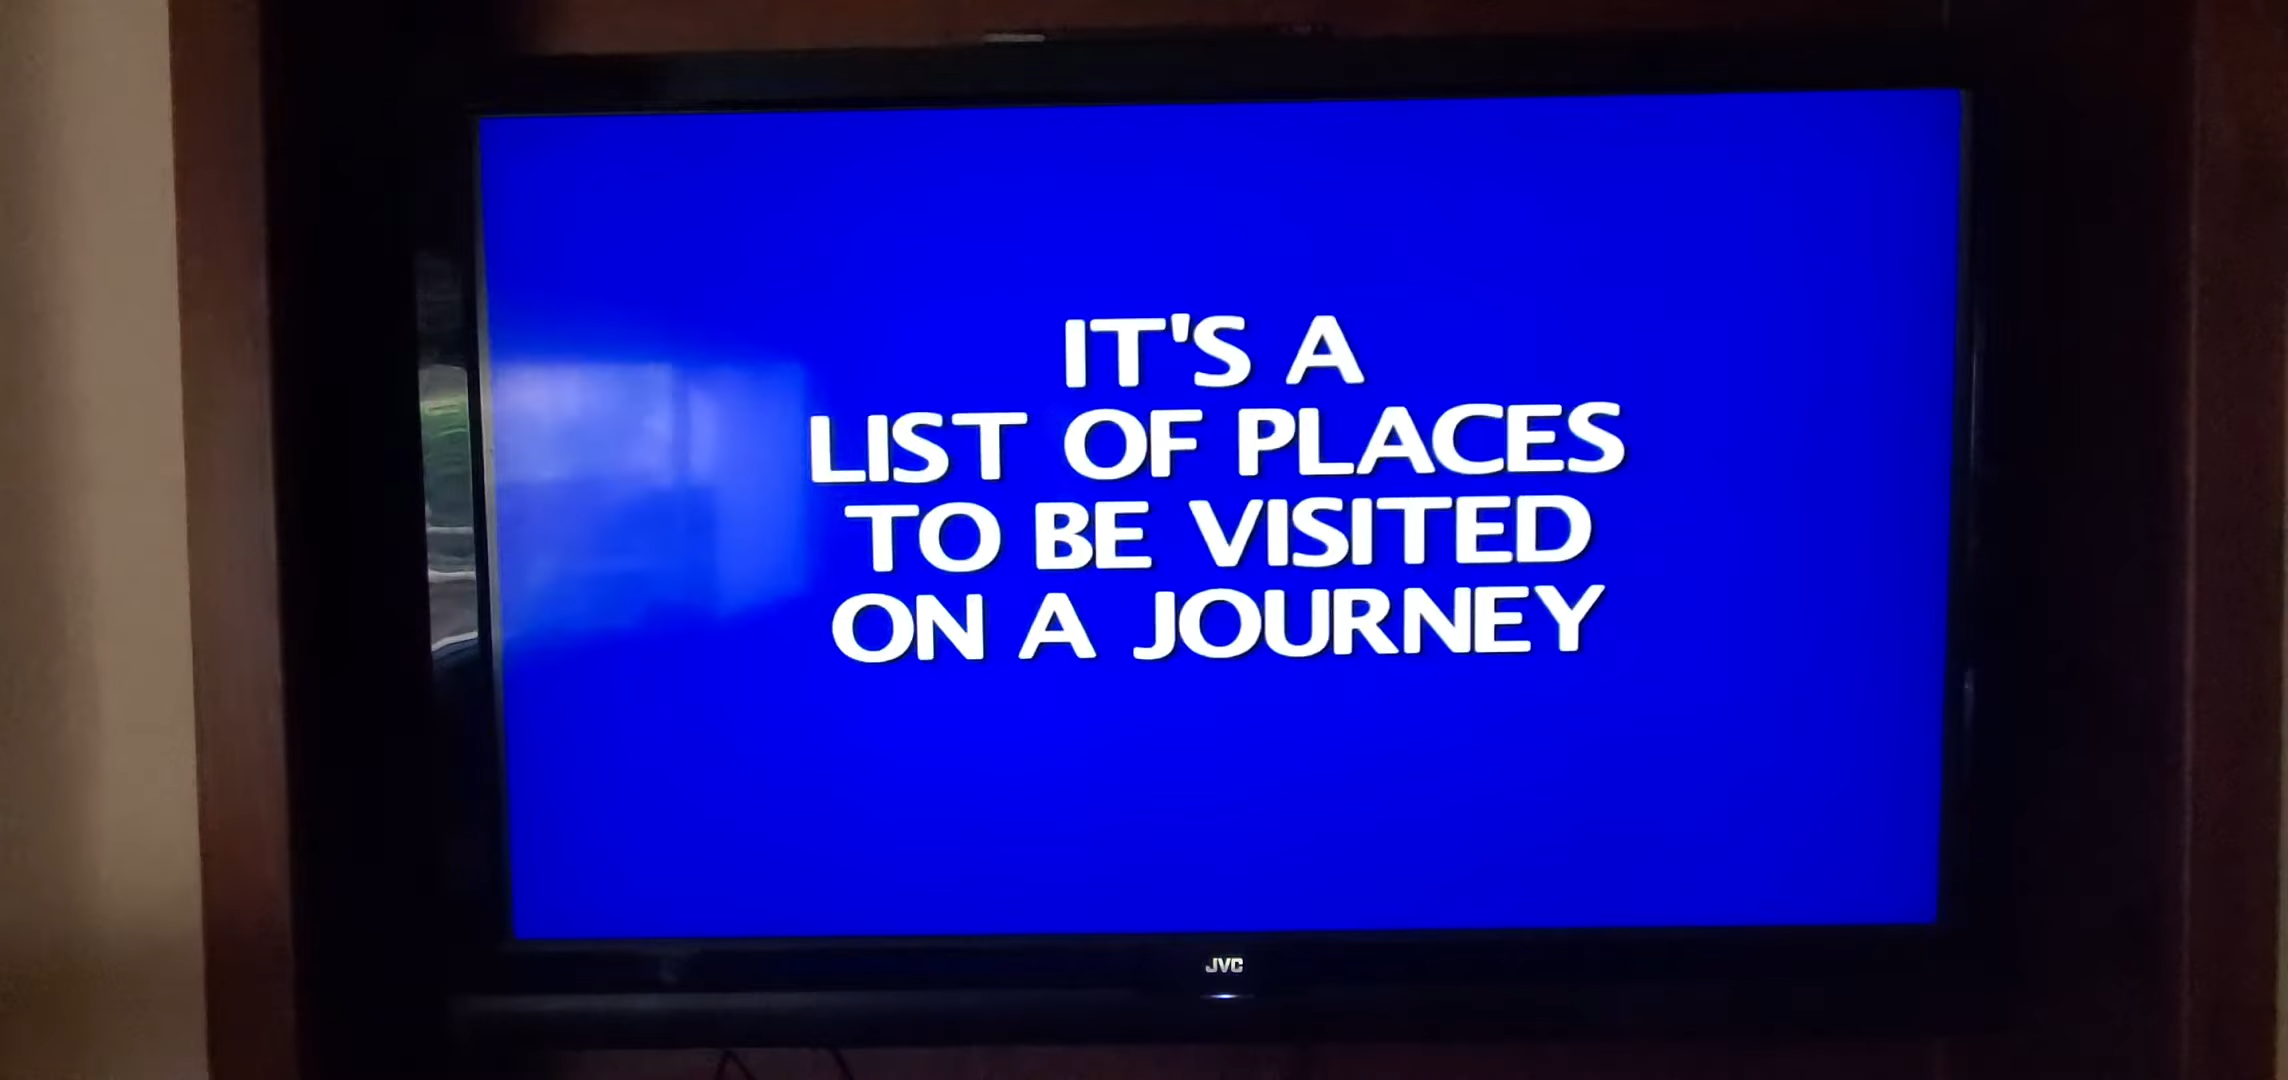 IT'S A
LIST OF PLACES
TO BE VISITED
ON A JOURNEY
JVC